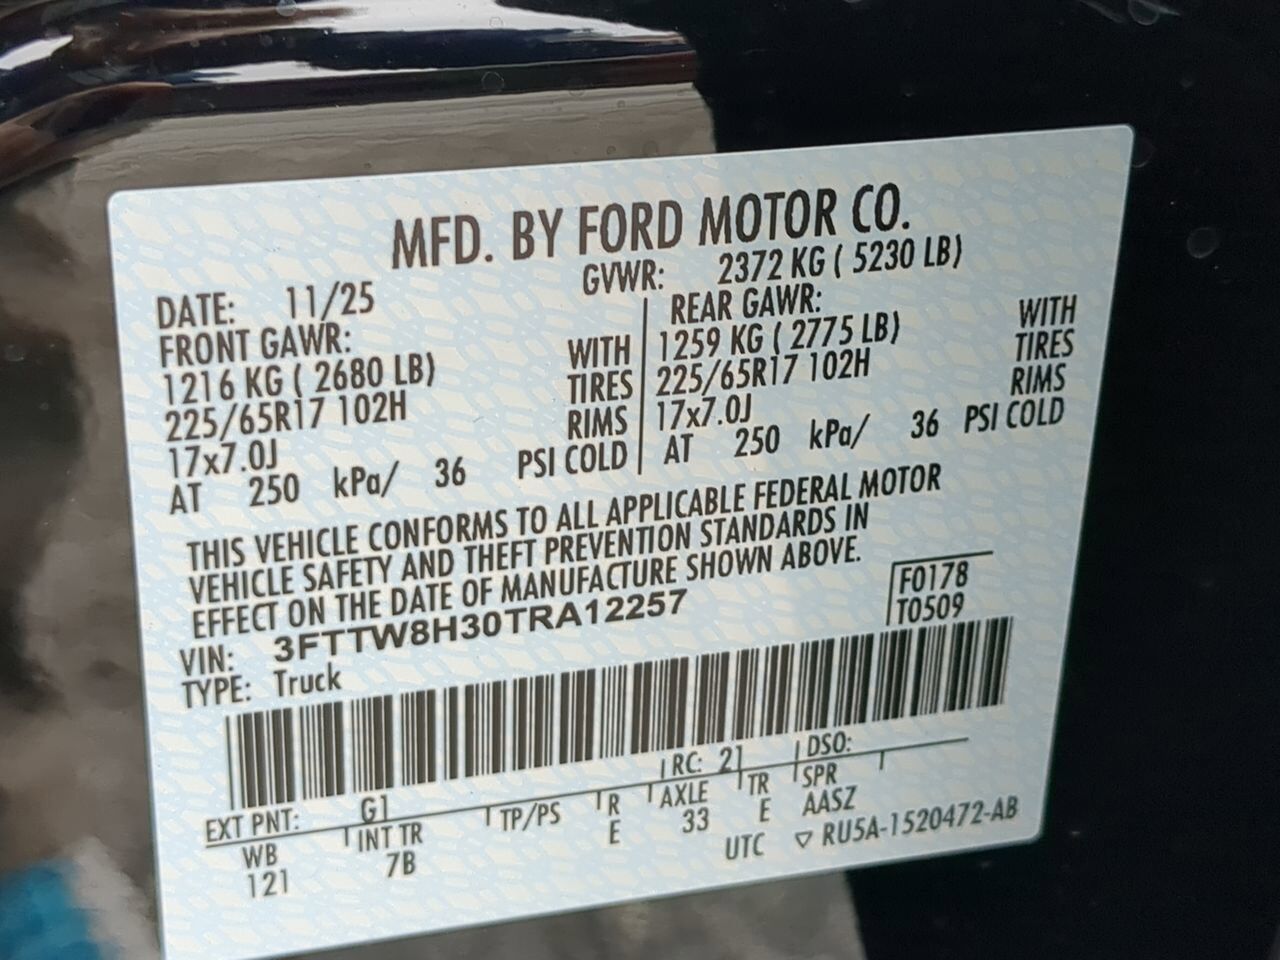 MFD. BY FORD MOTOR CO.
DATE: 11/25 GVWR: 2372 KG ( 5230 LB)
FRONT GAWR: REAR GAWR:
1216 KG ( 2680 LB) WITH 1259 KG ( 2775 LB) WITH
225/65R17 102H TIRES 225/65R17 102H TIRES
17x7.0J RIMS 17x7.0J RIMS
AT 250 kPa/ 36 PSI COLD AT 250 kPa/ 36 PSI COLD
THIS VEHICLE CONFORMS TO ALL APPLICABLE FEDERAL MOTOR
VEHICLE SAFETY AND THEFT PREVENTION STANDARDS IN
EFFECT ON THE DATE OF MANUFACTURE SHOWN ABOVE.
F0178
VIN: 3FTTW8H30TRA12257 T0509
TYPE: Truck
EXT PNT: G1 RC: 21 DSO:
WB INT TR TP/PS R AXLE TR SPR
121 7B E 33 E AASZ
UTC ▽ RU5A-1520472-AB